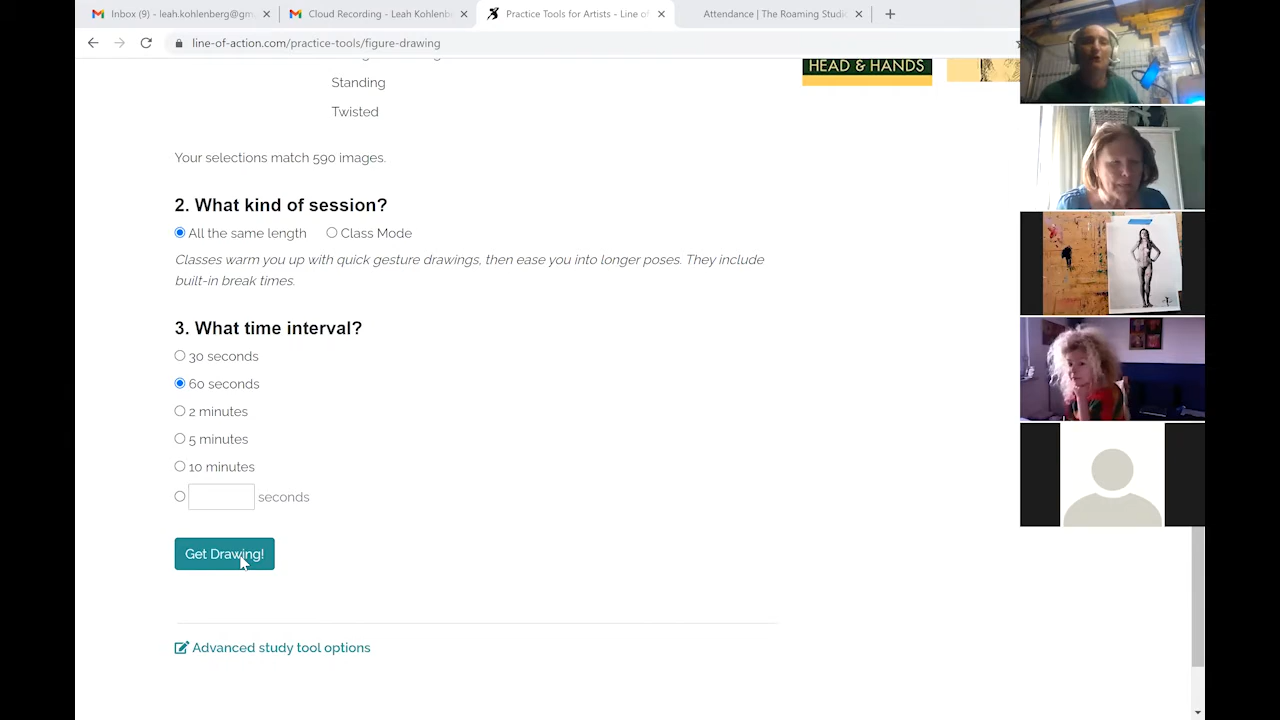 Inbox (9) - leah.kohlenberg@gm
Cloud Recording - Leah Kohlenb
Practice Tools for Artists - Line of
Attendance | The Roaming Studio
line-of-action.com/practice-tools/figure-drawing
HEAD & HANDS
Standing
Twisted
Your selections match 590 images.
2. What kind of session?
All the same length
Class Mode
Classes warm you up with quick gesture drawings, then ease you into longer poses. They include
built-in break times.
3. What time interval?
30 seconds
60 seconds
2 minutes
5 minutes
10 minutes
seconds
Get Drawing!
Advanced study tool options